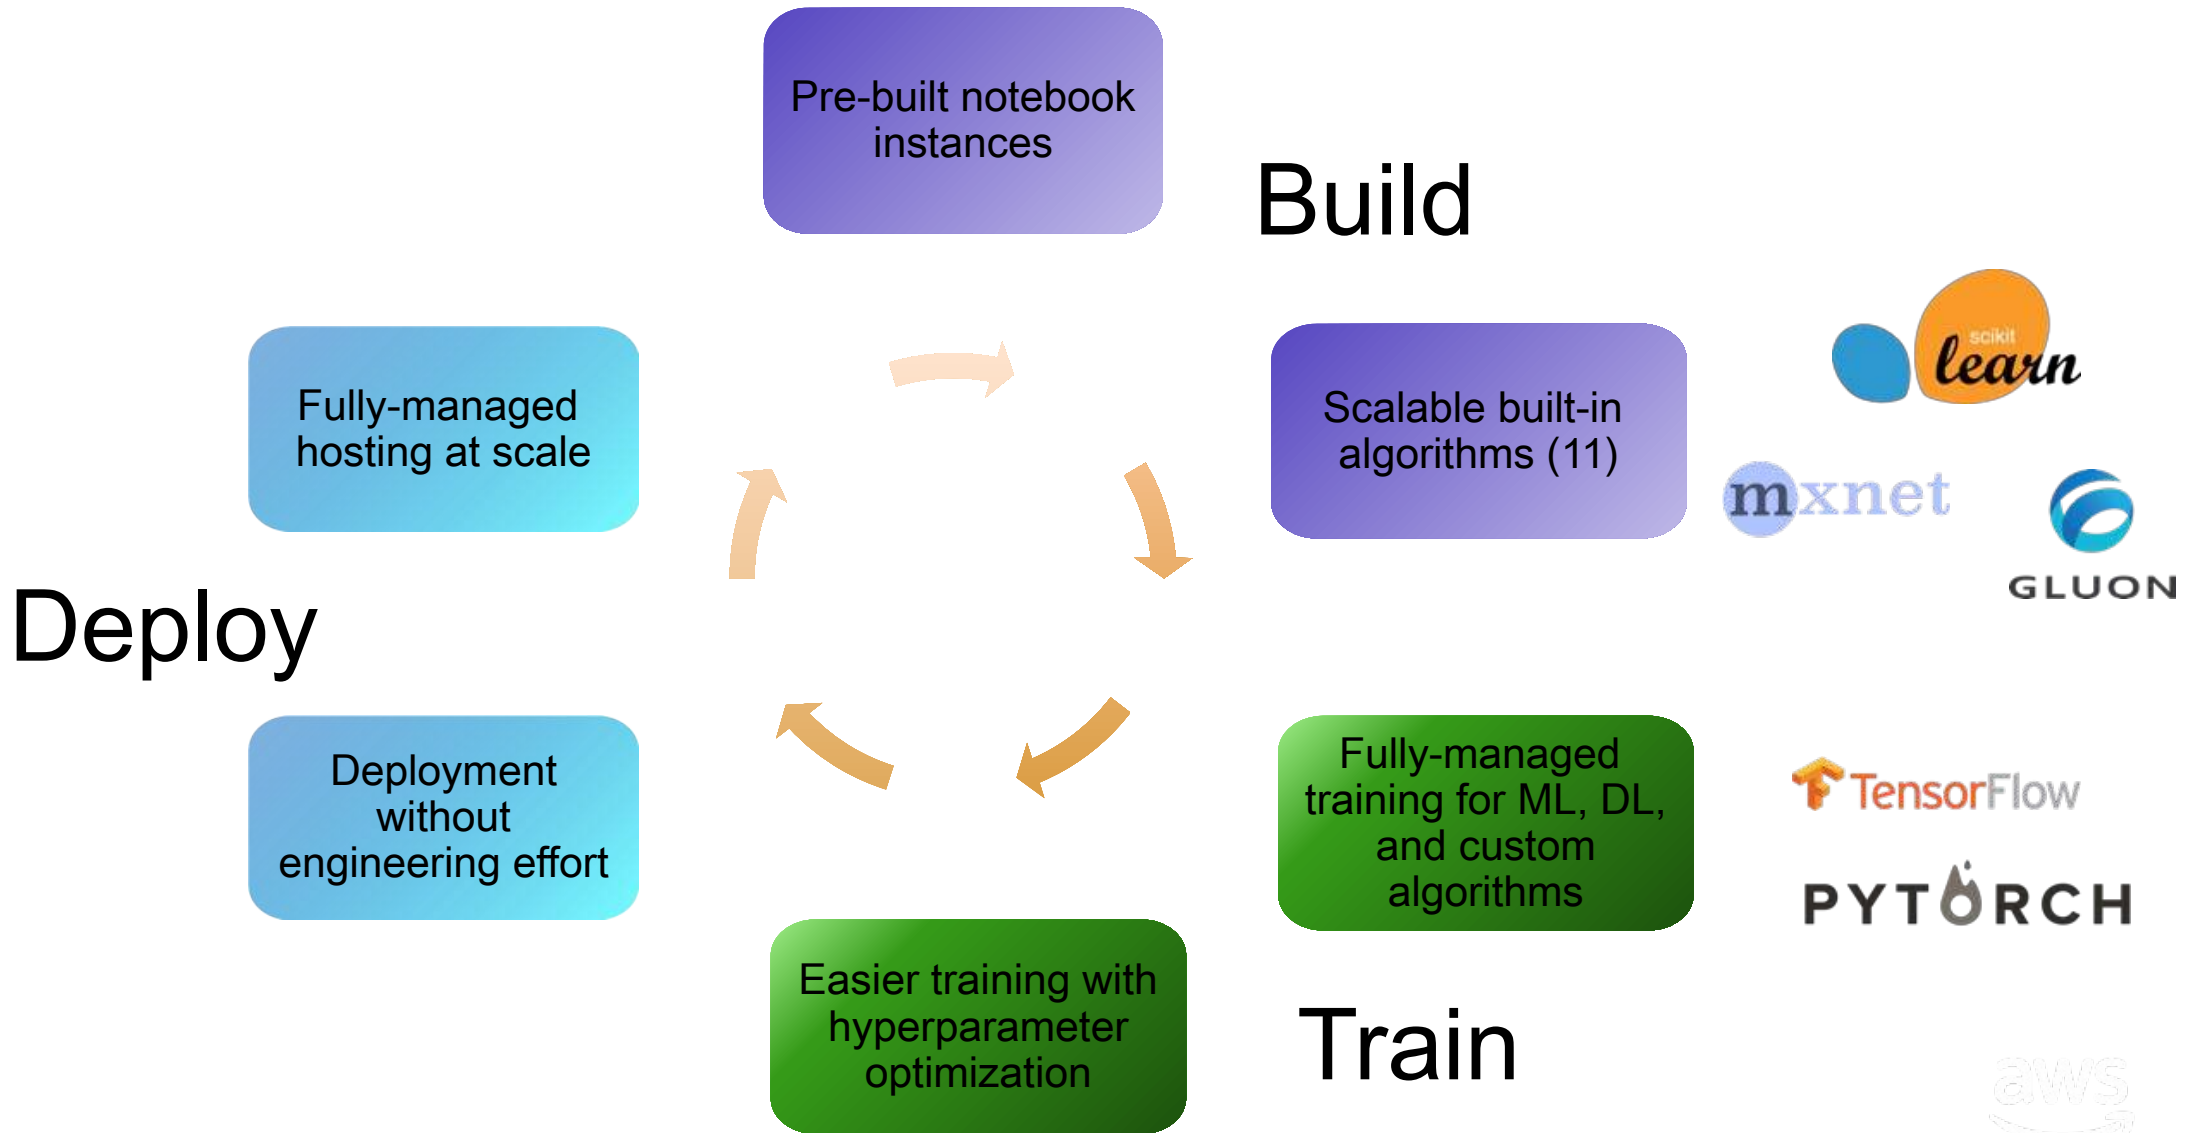 Pre-built notebook
instances
Build
scikit
learn
Fully-managed
hosting at scale
Scalable built-in
algorithms (11)
mxnet
GLUON
Deploy
Deployment
without
engineering effort
Fully-managed
training for ML, DL,
and custom
algorithms
TensorFlow
PYTORCH
Easier training with
hyperparameter
optimization
Train
aws